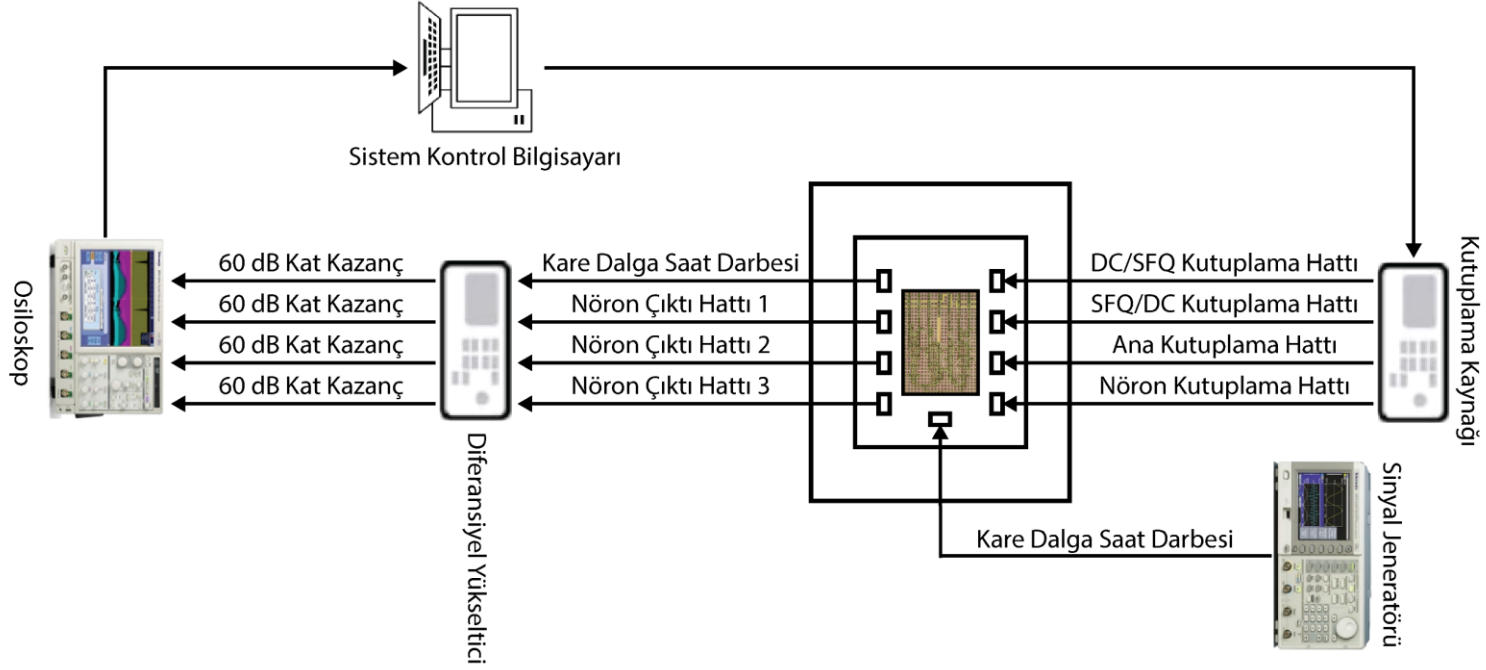 Sistem Kontrol Bilgisayarı
Osiloskop
60 dB Kat Kazanç
60 dB Kat Kazanç
60 dB Kat Kazanç
60 dB Kat Kazanç
Diferansiyel Yükseltici
Kare Dalga Saat Darbesi
Nöron Çıktı Hattı 1
Nöron Çıktı Hattı 2
Nöron Çıktı Hattı 3
DC/SFQ Kutuplama Hattı
SFQ/DC Kutuplama Hattı
Ana Kutuplama Hattı
Nöron Kutuplama Hattı
Kutuplama Kaynağı
Kare Dalga Saat Darbesi
Sinyal Jeneratörü